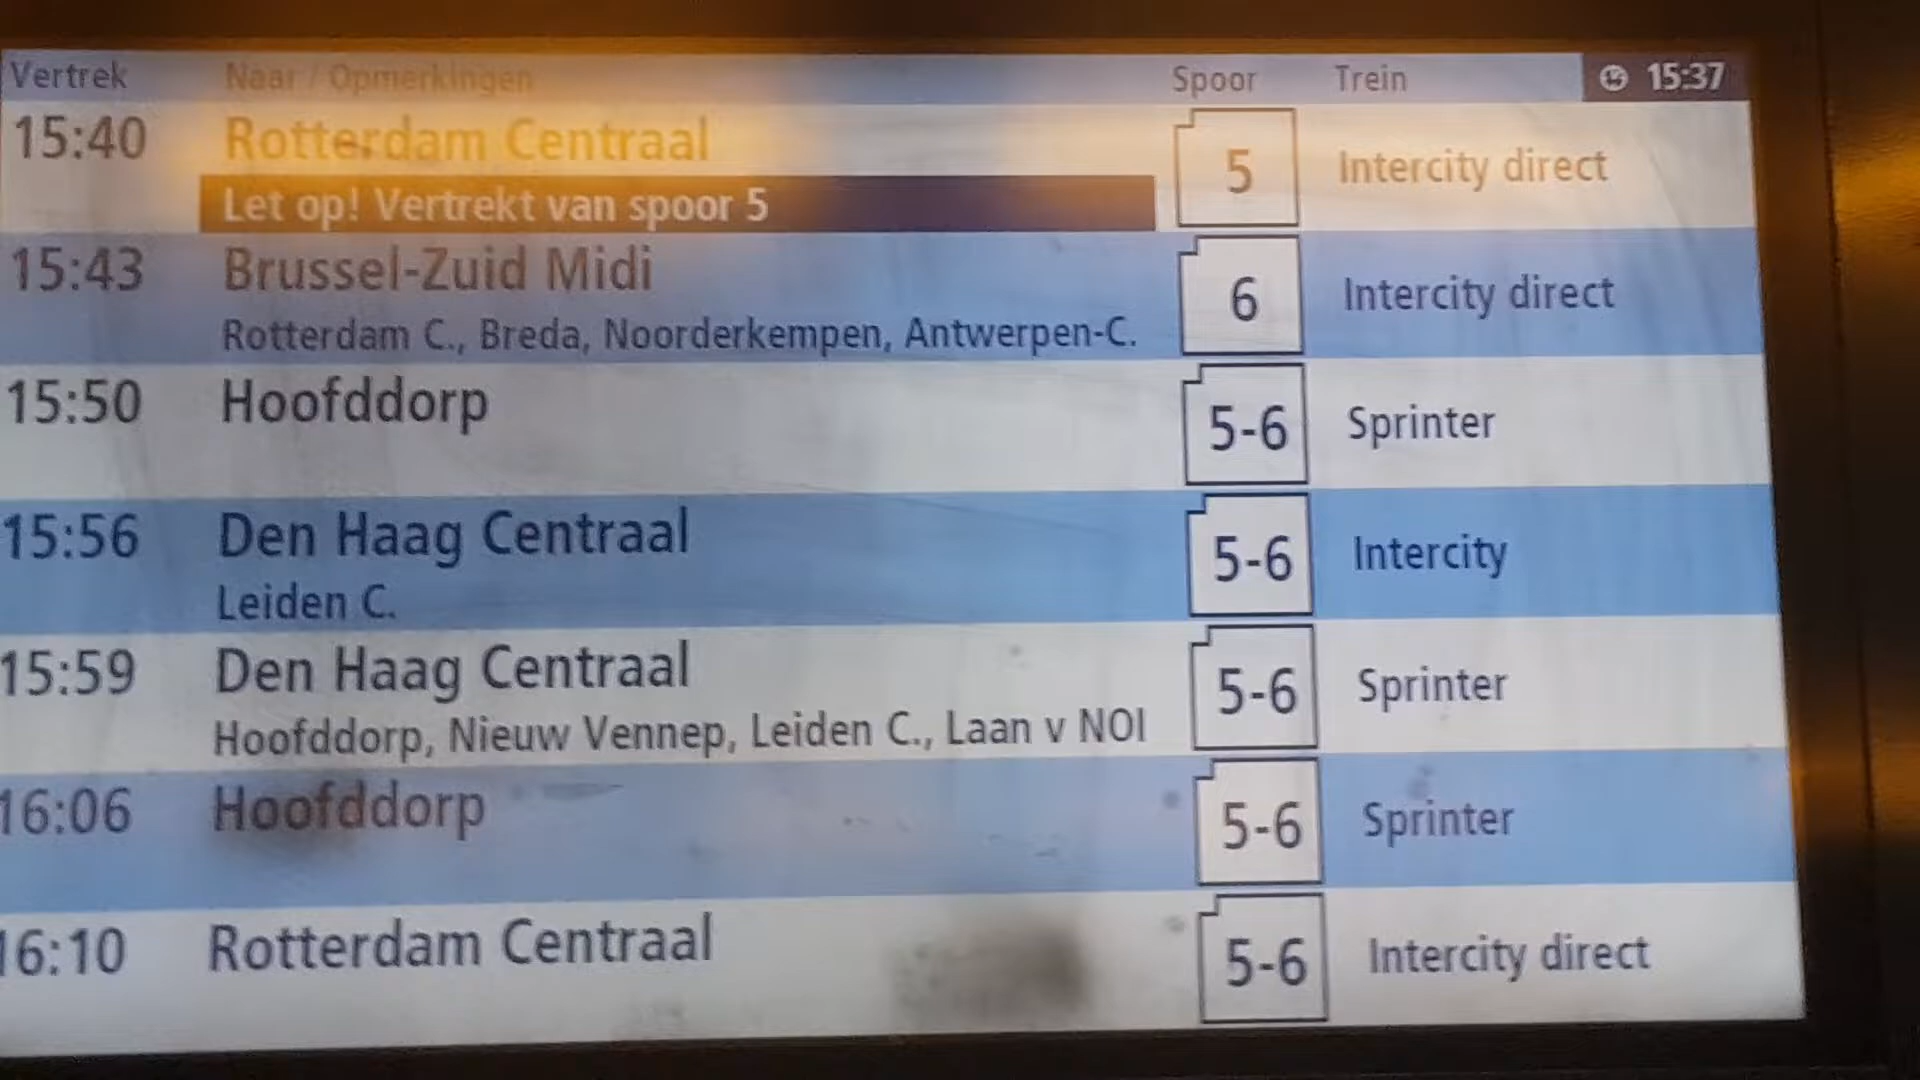 Vertrek Naar / Opmerkingen Spoor Trein 15:37
15:40 Rotterdam Centraal 5 Intercity direct
Let op! Vertrekt van spoor 5
15:43 Brussel-Zuid Midi 6 Intercity direct
Rotterdam C., Breda, Noorderkempen, Antwerpen-C.
15:50 Hoofddorp 5-6 Sprinter
15:56 Den Haag Centraal 5-6 Intercity
Leiden C.
15:59 Den Haag Centraal 5-6 Sprinter
Hoofddorp, Nieuw Vennep, Leiden C., Laan v NOI
16:06 Hoofddorp 5-6 Sprinter
16:10 Rotterdam Centraal 5-6 Intercity direct